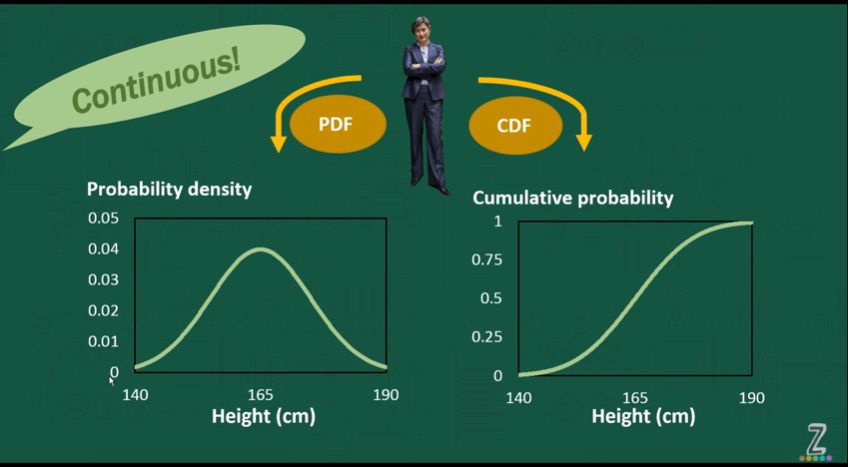 Continuous!
PDF
CDF
Probability density
0.05
0.04
0.03
0.02
0.01
0
140
165
190
Height (cm)
Cumulative probability
1
0.75
0.5
0.25
0
140
165
190
Height (cm)
Z